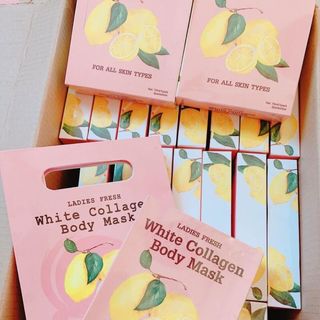 FOR ALL SKIN TYPES
FOR ALL SKIN TYPES
LADIES FRESH
White Collagen
Body Mask
LADIES FRESH
White Collagen
Body Mask